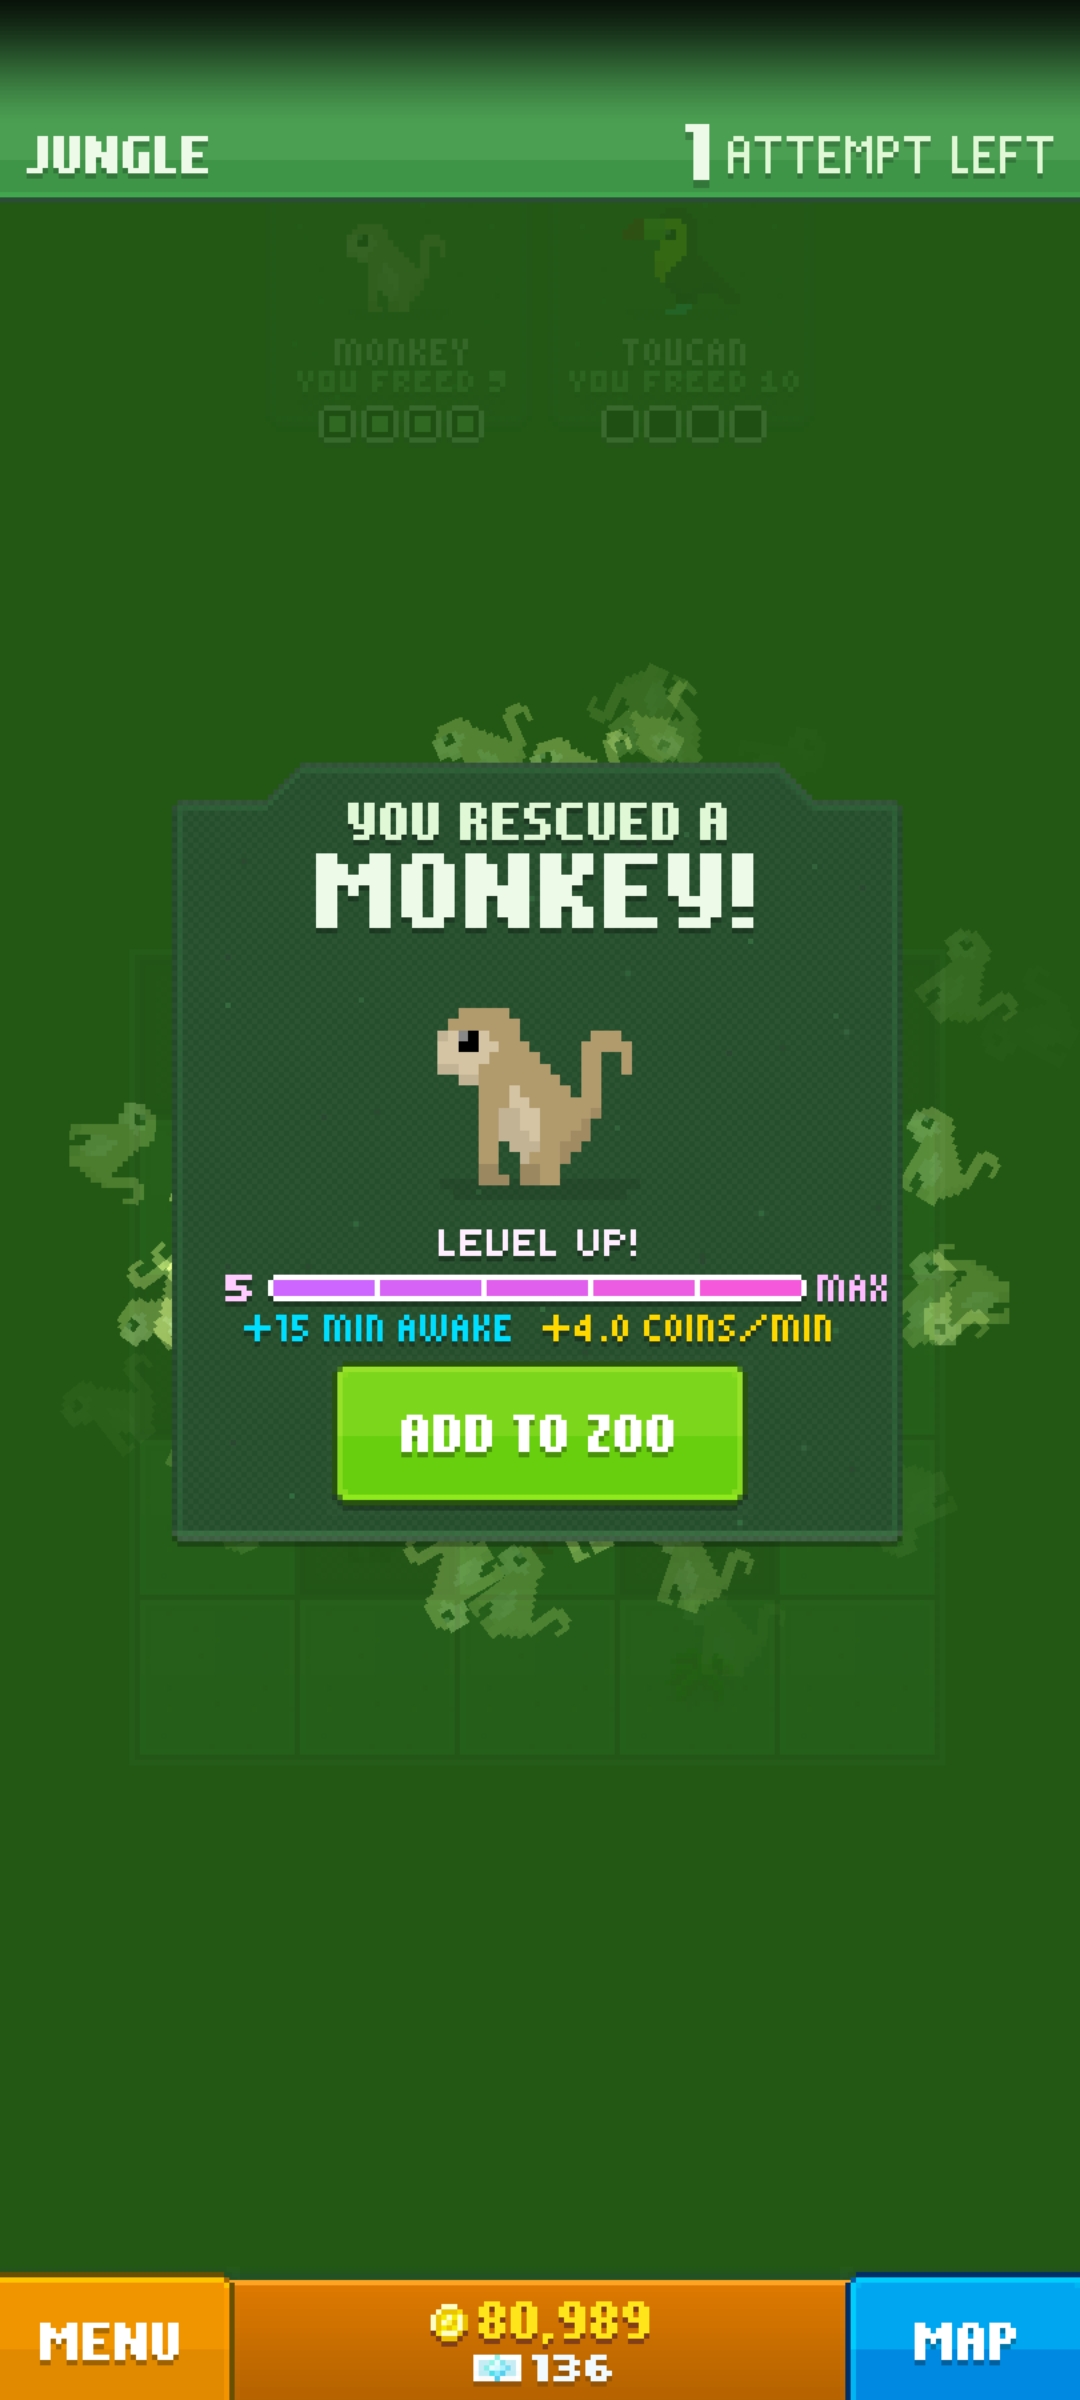 JUNGLE
1 ATTEMPT LEFT
MONKEY
YOU FREED 9
TOUCAN
YOU FREED 10
YOU RESCUED A
MONKEY!
LEVEL UP!
5 MAX
+15 MIN AWAKE +4.0 COINS/MIN
ADD TO ZOO
MENU
80,989
136
MAP